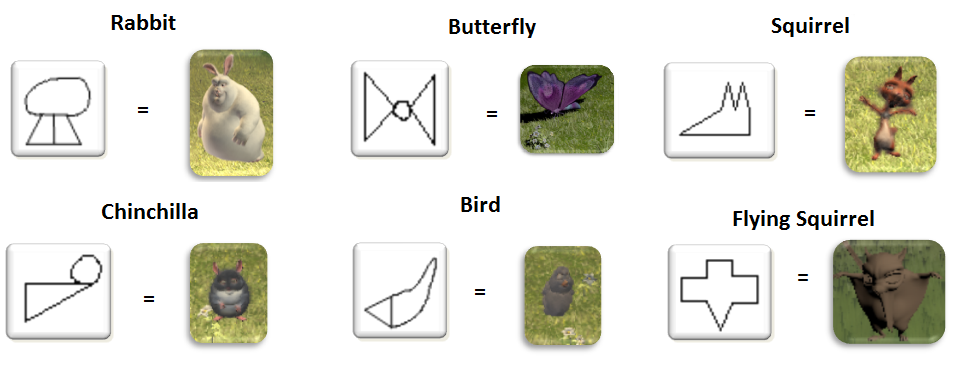 Rabbit
Butterfly
Squirrel
=
=
=
Chinchilla
Bird
Flying Squirrel
=
=
=